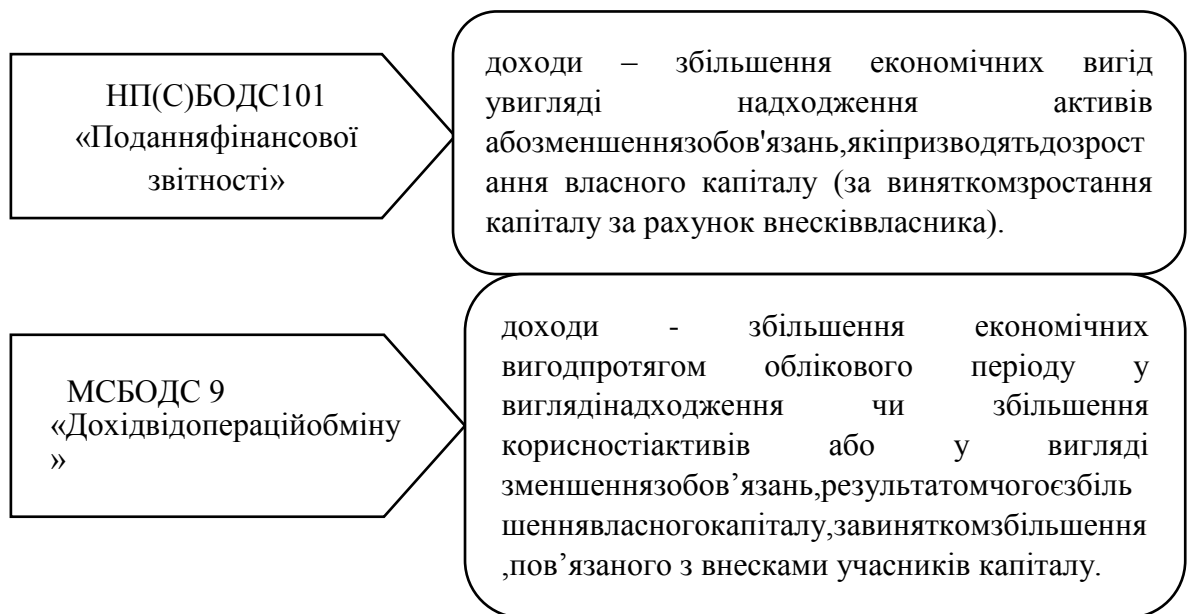 НП(С)БОДС101
«Поданняфінансової
звітності»
доходи – збільшення економічних вигід
увигляді надходження активів
абозменшеннязобов'язань,якіпризводятьдозрост
ання власного капіталу (за виняткомзростання
капіталу за рахунок внесківвласника).
МСБОДС 9
«Дохідвідопераційобміну
»
доходи - збільшення економічних
вигодпротягом облікового періоду у
виглядінадходження чи збільшення
корисностіактивів або у вигляді
зменшеннязобов’язань,результатомчогоєзбіль
шеннявласногокапіталу,завиняткомзбільшення
,пов’язаного з внесками учасників капіталу.